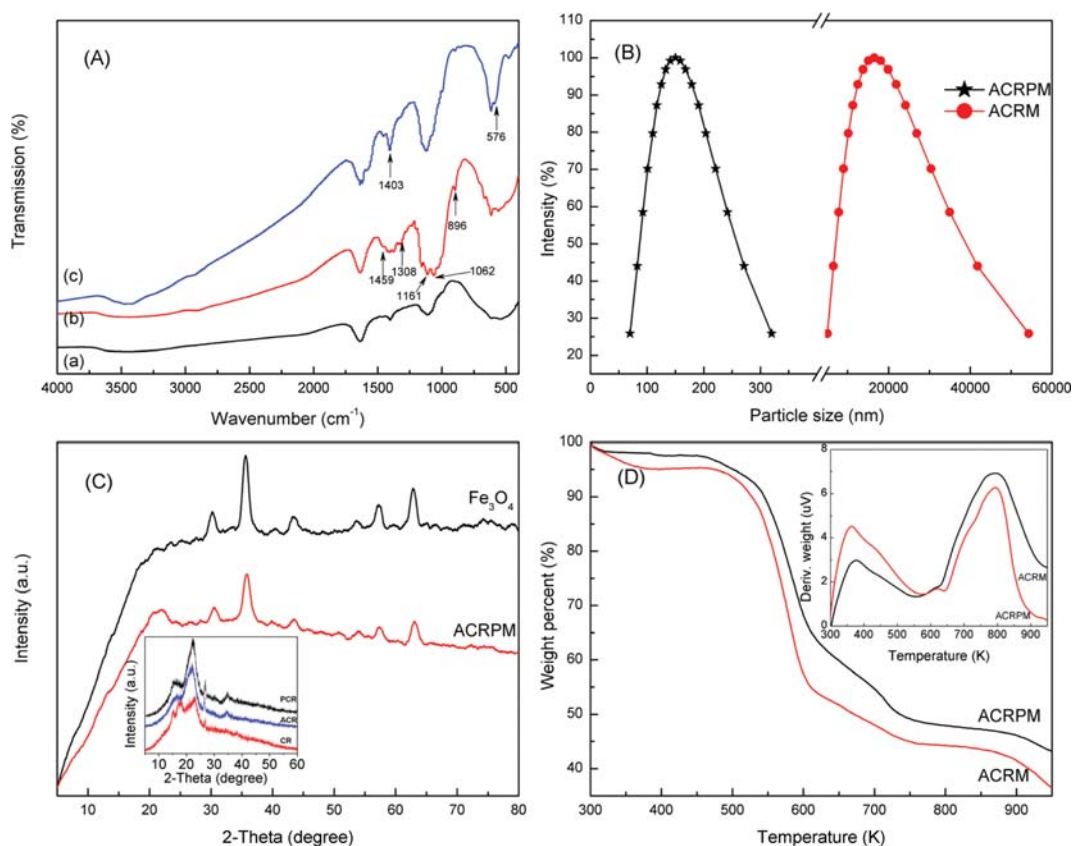 (A)
Transmission (%)
576
1403
896
1459
1308
1161
1062
(c)
(b)
(a)
4000 3500 3000 2500 2000 1500 1000 500
Wavenumber (cm⁻¹)
(B)
ACRPM
ACRM
Intensity (%)
100
90
80
70
60
50
40
30
20
0 100 200 300 20000 40000 60000
Particle size (nm)
(C)
Fe₃O₄
ACRPM
Intensity (a.u.)
Intensity (a.u.)
PCR
ACR
CR
10 20 30 40 50 60
2-Theta (degree)
10 20 30 40 50 60 70 80
2-Theta (degree)
(D)
Weight percent (%)
100
90
80
70
60
50
40
Deriv. weight (uV)
8
6
4
2
0
ACRM
ACRPM
300 400 500 600 700 800 900
Temperature (K)
ACRPM
ACRM
300 400 500 600 700 800 900
Temperature (K)